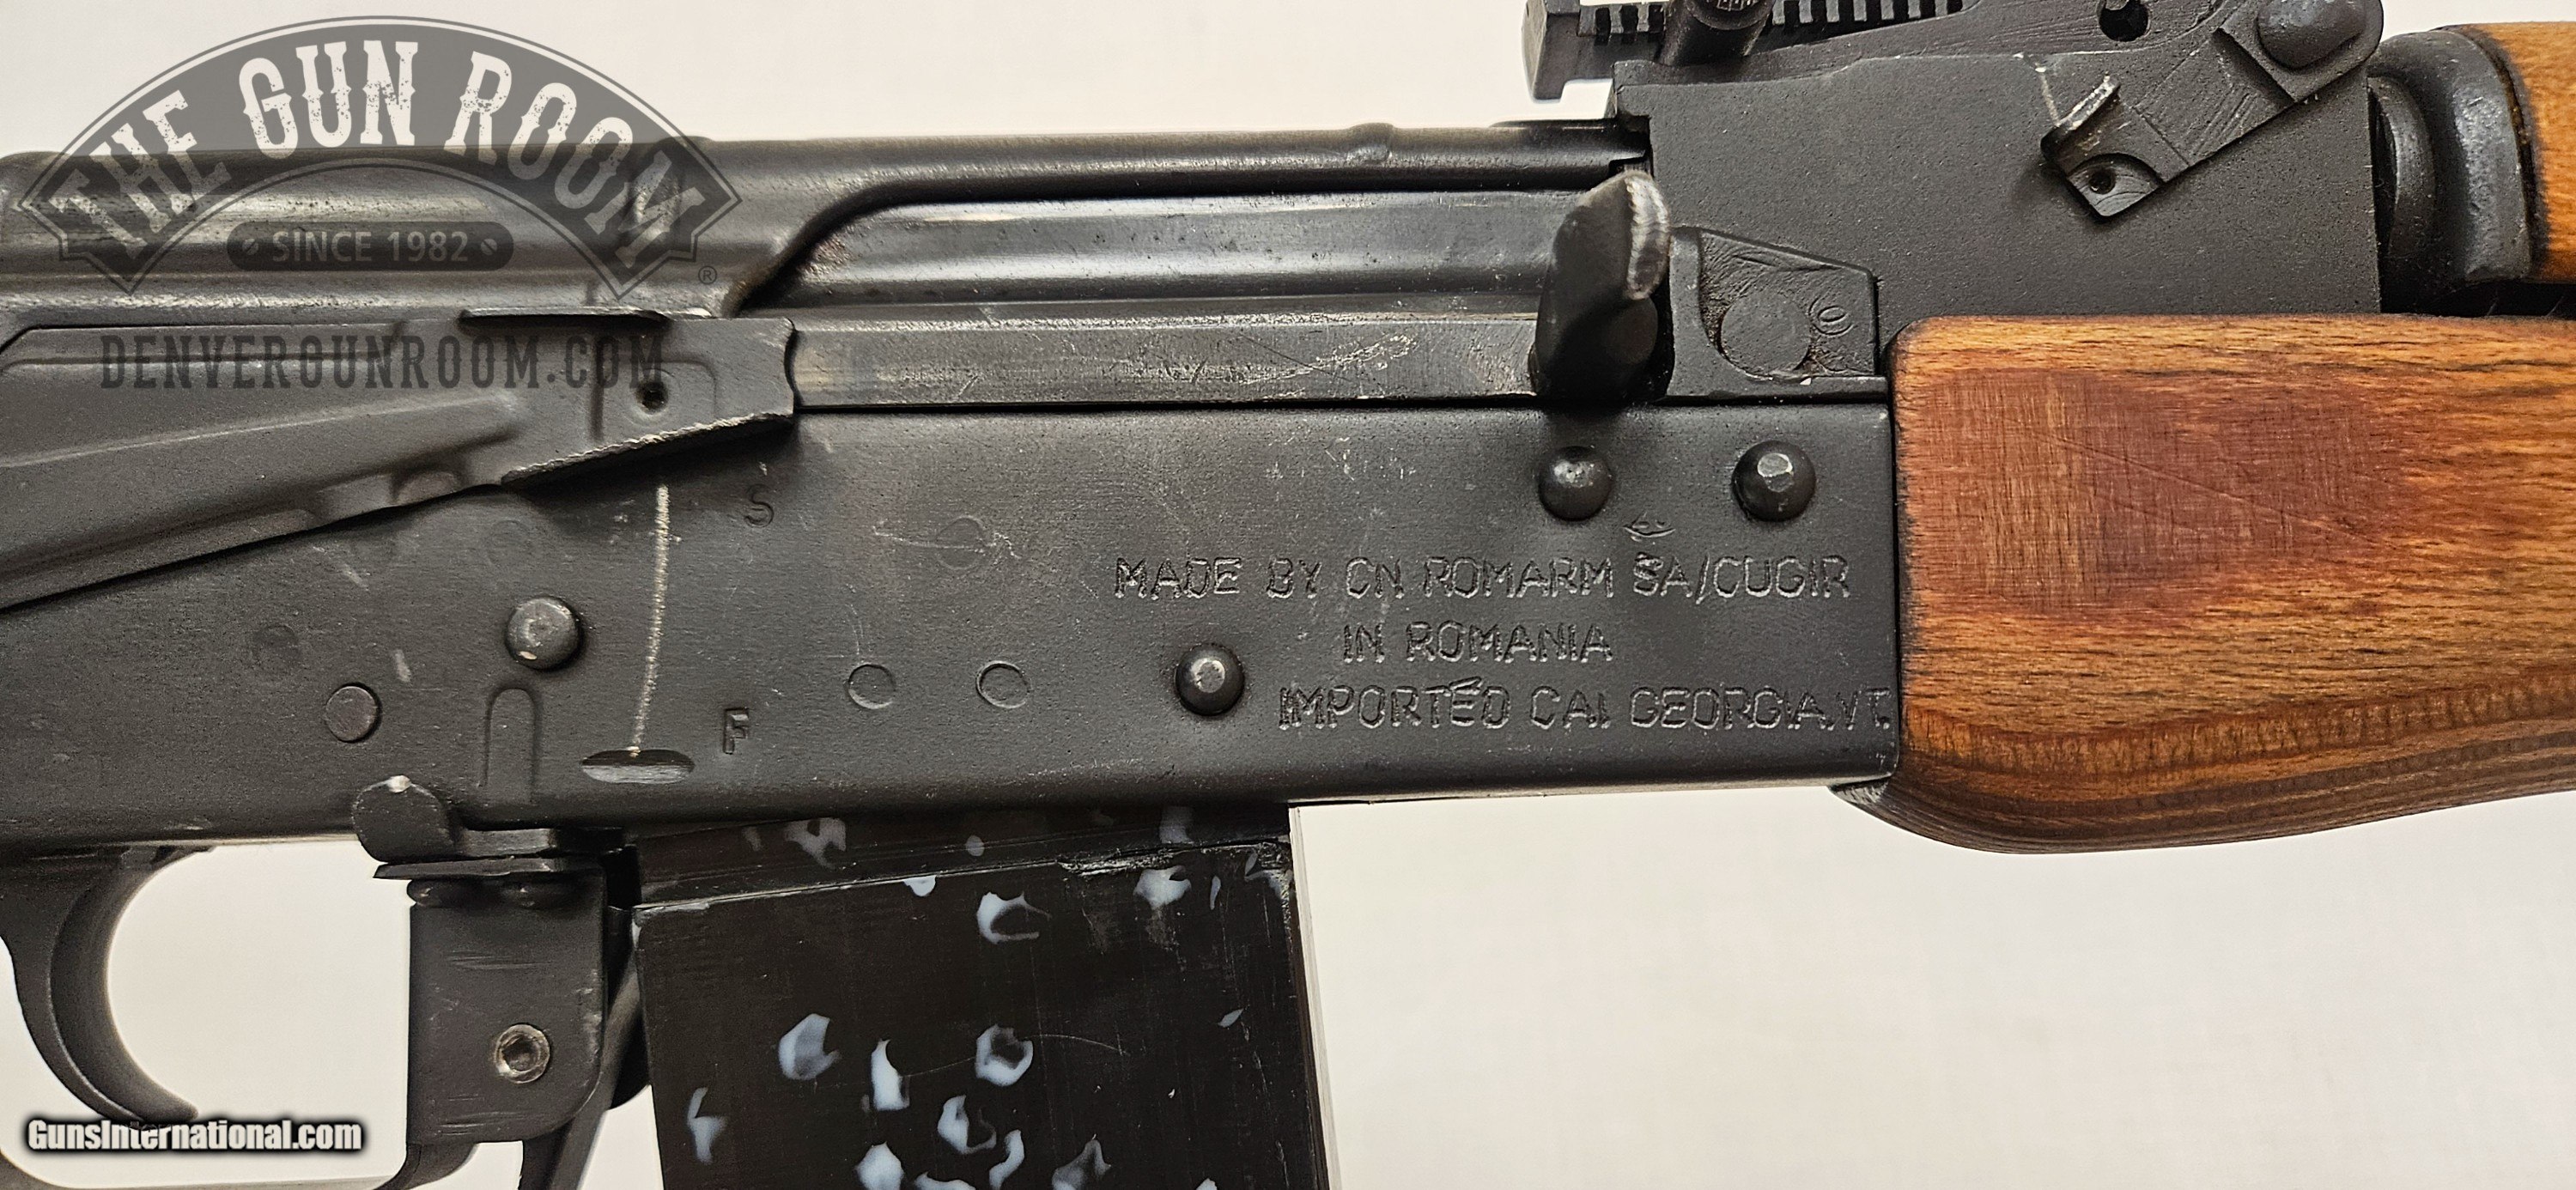 THE GUN ROOM
SINCE 1982
®
DENVERGUNROOM.COM
S
F
MADE BY CN ROMARM SA/CUGIR
IN ROMANIA
IMPORTED CAI GEORGIA,VT.
GunsInternational.com